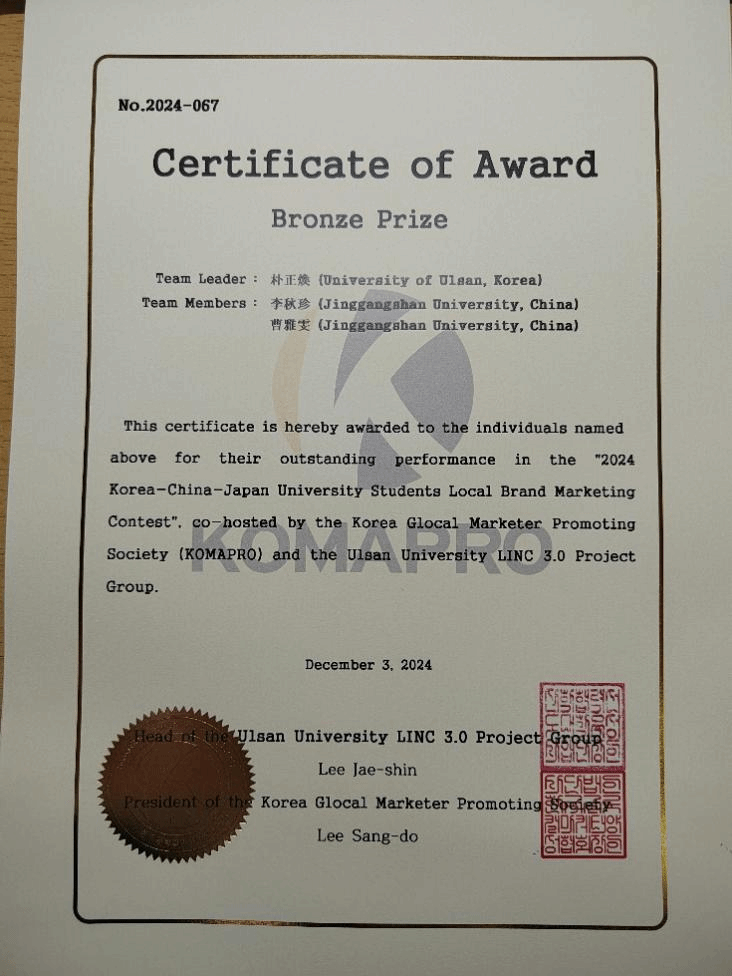 No.2024-067
Certificate of Award
Bronze Prize
Team Leader : 朴正焕 (University of Ulsan, Korea)
Team Members : 李秋珍 (Jinggangshan University, China)
曹雅雯 (Jinggangshan University, China)
This certificate is hereby awarded to the individuals named
above for their outstanding performance in the "2024
Korea-China-Japan University Students Local Brand Marketing
Contest", co-hosted by the Korea Glocal Marketer Promoting
Society (KOMAPRO) and the Ulsan University LINC 3.0 Project
Group.
KOMAPRO
December 3, 2024
Head of the Ulsan University LINC 3.0 Project Group
Lee Jae-shin
President of the Korea Glocal Marketer Promoting Society
Lee Sang-do